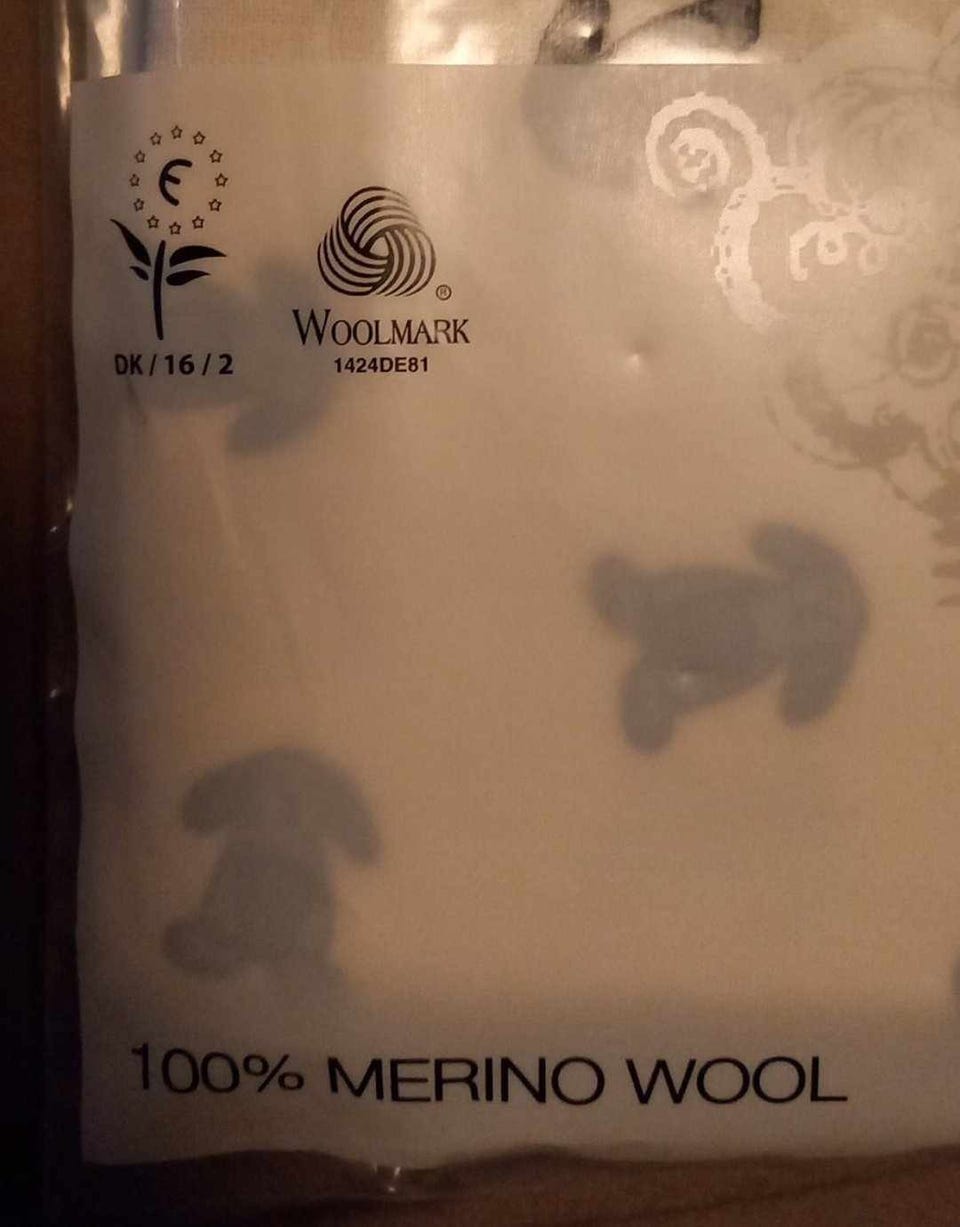 Є
DK / 16 / 2
®
WOOLMARK
1424DE81
100% MERINO WOOL